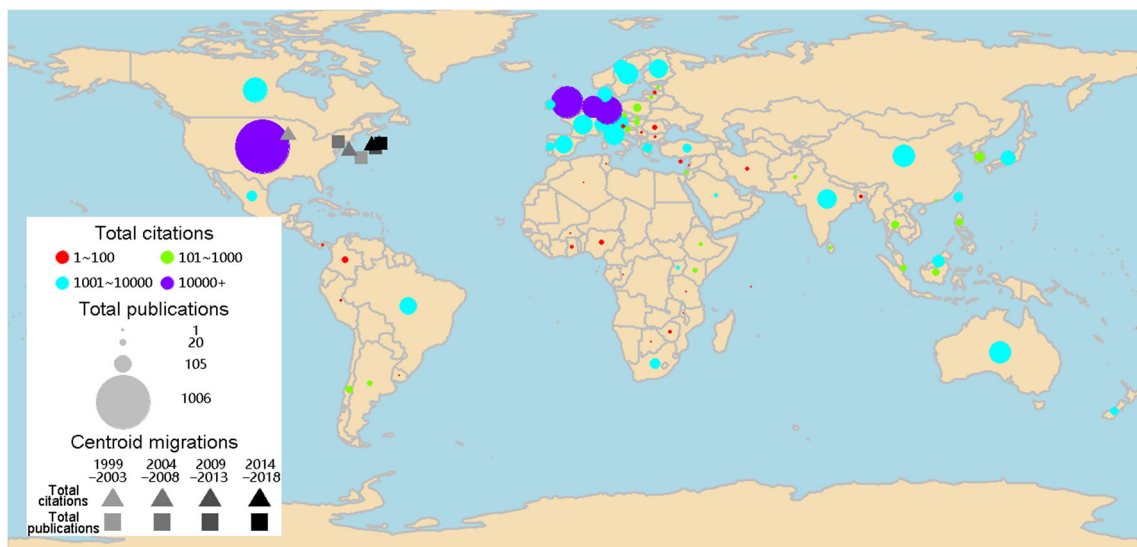 Total citations
1~100
101~1000
1001~10000
10000+
Total publications
1
20
105
1006
Centroid migrations
1999 2004 2009 2014
-2003 -2008 -2013 -2018
Total
citations
Total
publications